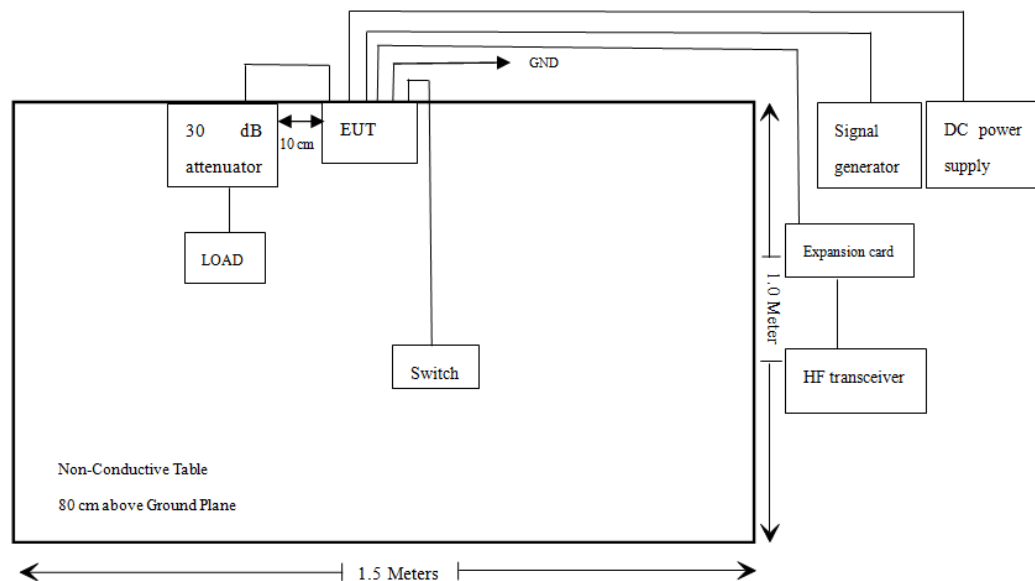 GND
30 dB
attenuator
10 cm
EUT
Signal
generator
DC power
supply
LOAD
Expansion card
1.0 Meter
Switch
HF transceiver
Non-Conductive Table
80 cm above Ground Plane
1.5 Meters